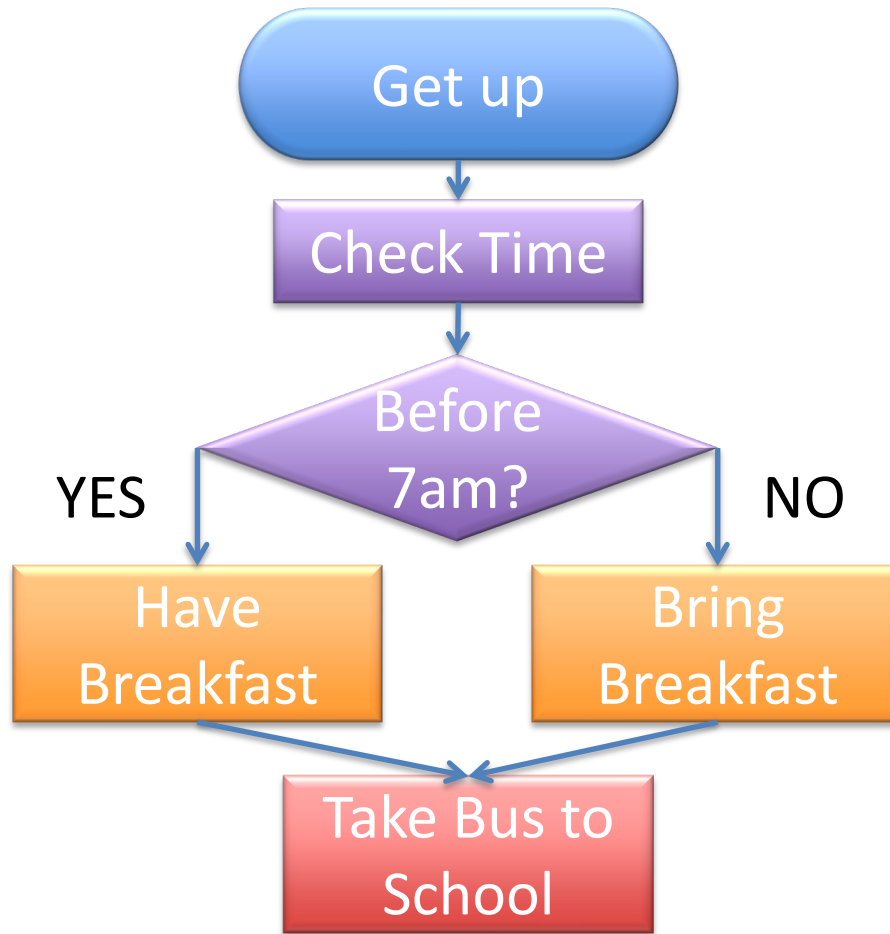 Get up
Check Time
Before
7am?
YES
NO
Have
Breakfast
Bring
Breakfast
Take Bus to
School